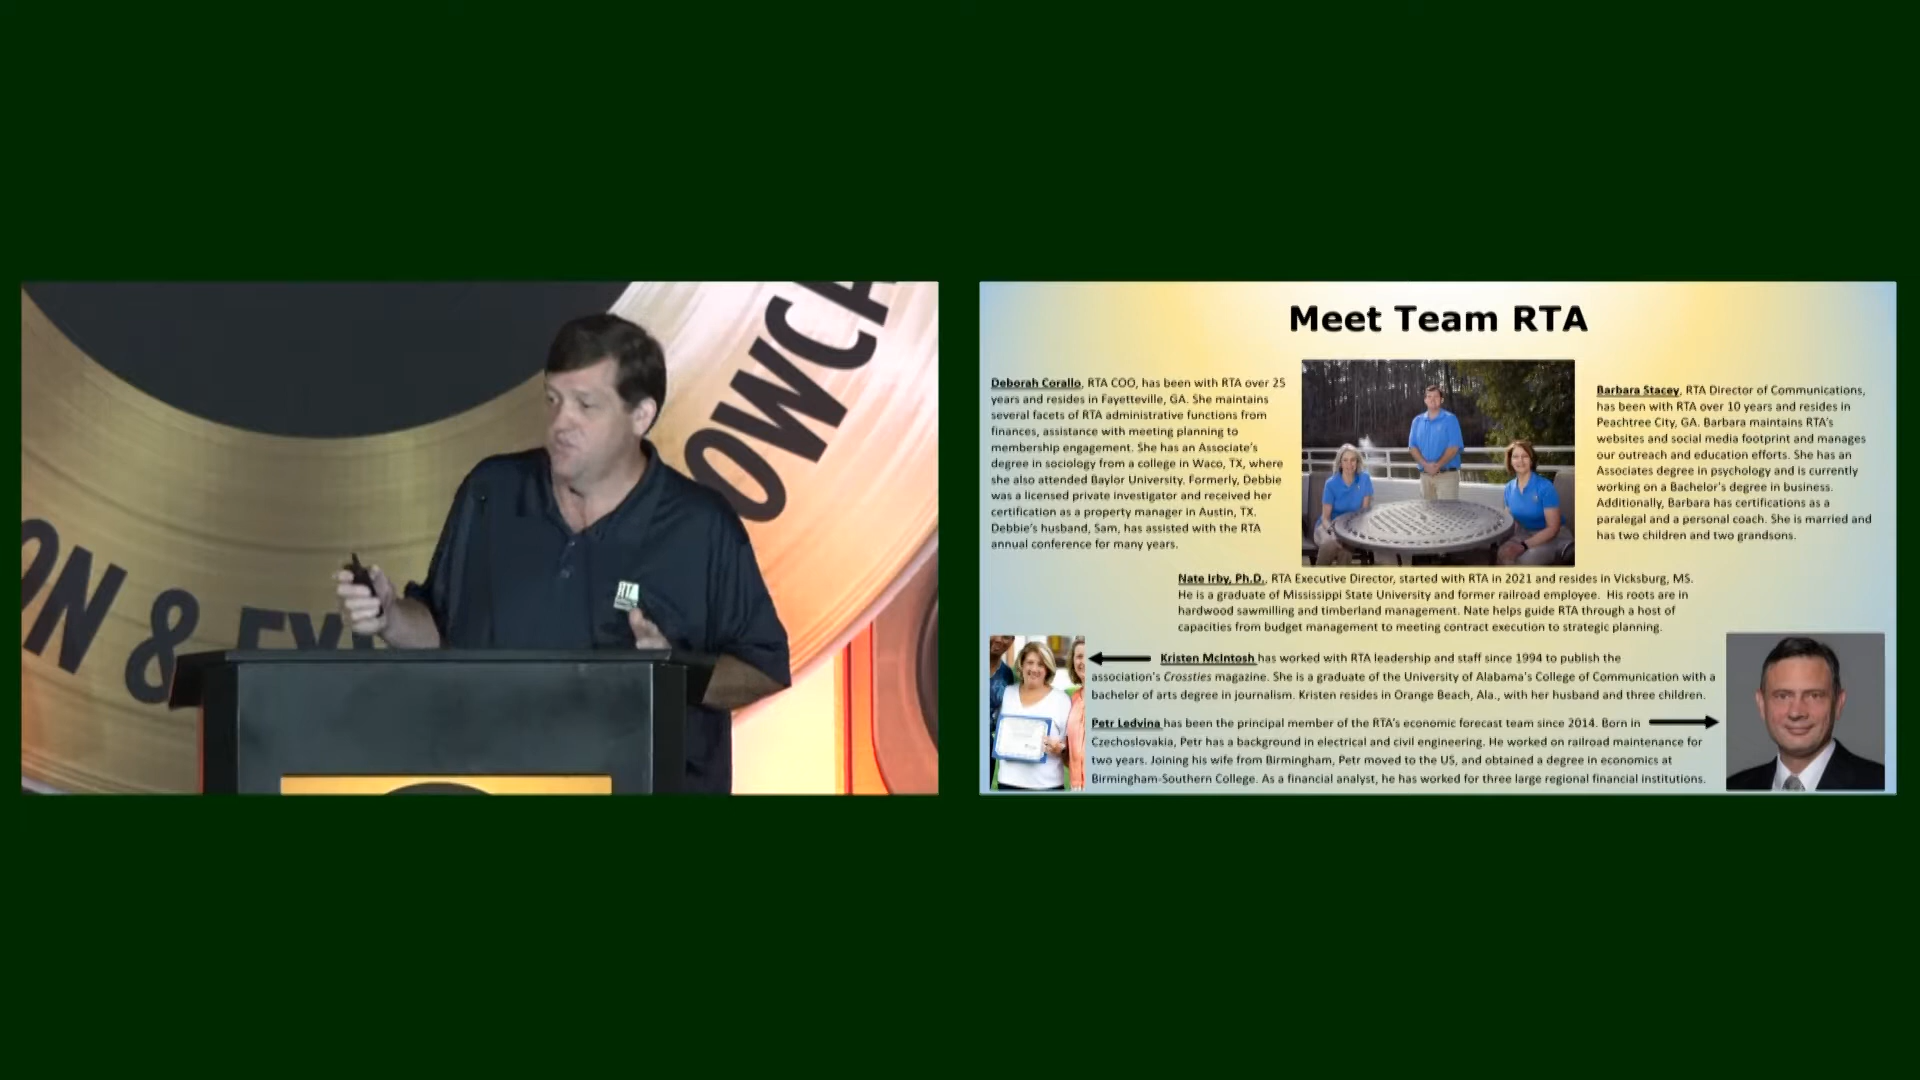 OWCH
ON & EX
RTA
Meet Team RTA
Deborah Corallo, RTA COO, has been with RTA over 25
years and resides in Fayetteville, GA. She maintains
several facets of RTA administrative functions from
finances, assistance with meeting planning to
membership engagement. She has an Associate's
degree in sociology from a college in Waco, TX, where
she also attended Baylor University. Formerly, Debbie
was a licensed private investigator and received her
certification as a property manager in Austin, TX.
Debbie's husband, Sam, has assisted with the RTA
annual conference for many years.
Barbara Stacey, RTA Director of Communications,
has been with RTA over 10 years and resides in
Peachtree City, GA. Barbara maintains RTA's
websites and social media footprint and manages
our outreach and education efforts. She has an
Associates degree in psychology and is currently
working on a Bachelor's degree in business.
Additionally, Barbara has certifications as a
paralegal and a personal coach. She is married and
has two children and two grandsons.
Nate Irby, Ph.D., RTA Executive Director, started with RTA in 2021 and resides in Vicksburg, MS.
He is a graduate of Mississippi State University and former railroad employee. His roots are in
hardwood sawmilling and timberland management. Nate helps guide RTA through a host of
capacities from budget management to meeting contract execution to strategic planning.
Kristen McIntosh has worked with RTA leadership and staff since 1994 to publish the
association's Crossties magazine. She is a graduate of the University of Alabama's College of Communication with a
bachelor of arts degree in journalism. Kristen resides in Orange Beach, Ala., with her husband and three children.
Petr Ledvina has been the principal member of the RTA's economic forecast team since 2014. Born in
Czechoslovakia, Petr has a background in electrical and civil engineering. He worked on railroad maintenance for
two years. Joining his wife from Birmingham, Petr moved to the US, and obtained a degree in economics at
Birmingham-Southern College. As a financial analyst, he has worked for three large regional financial institutions.